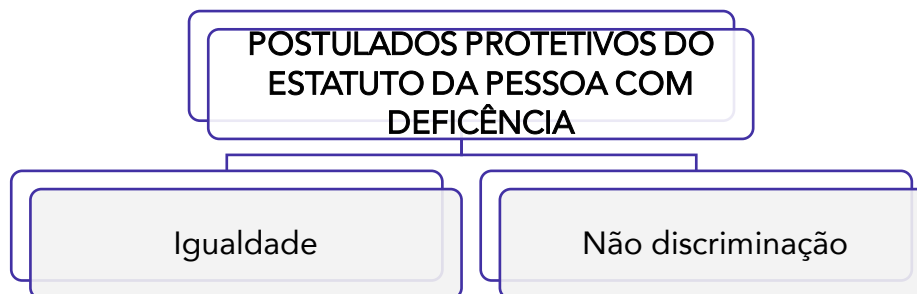 POSTULADOS PROTETIVOS DO
ESTATUTO DA PESSOA COM
DEFICÊNCIA
Igualdade
Não discriminação